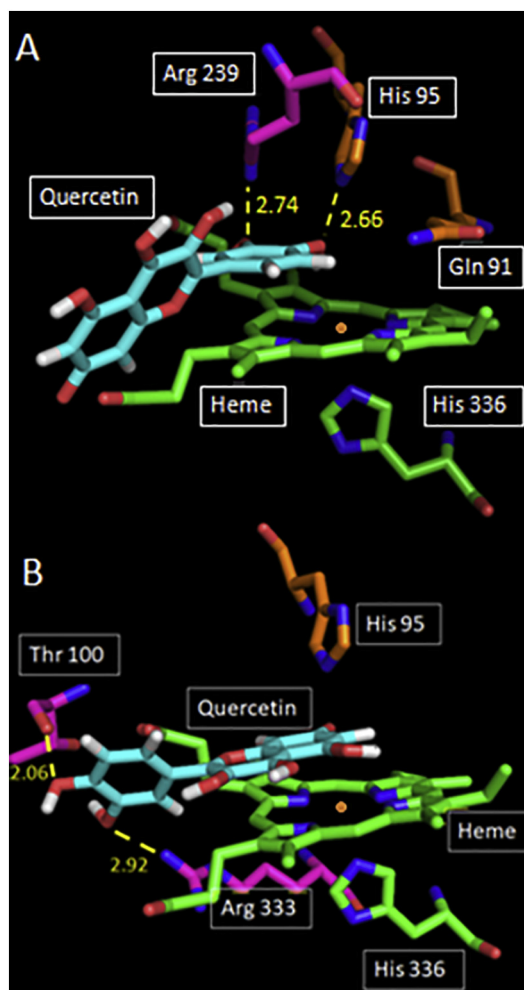 A
Arg 239
His 95
Quercetin
2.74
2.66
Gln 91
Heme
His 336
B
His 95
Thr 100
Quercetin
2.06
Heme
2.92
Arg 333
His 336